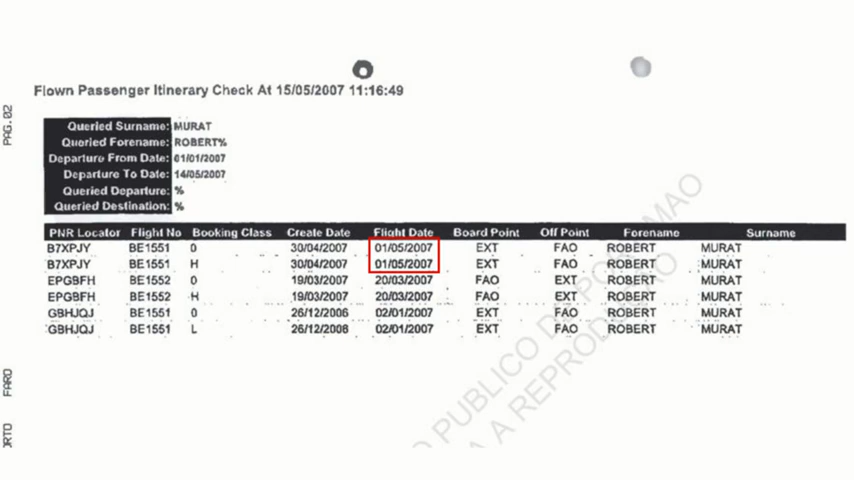 Flown Passenger Itinerary Check At 15/05/2007 11:16:49
PAG.02
Queried Surname: MURAT
Queried Forename: ROBERT%
Departure From Date: 01/01/2007
Departure To Date: 14/05/2007
Queried Departure: %
Queried Destination: %
PNR Locator Flight No Booking Class Create Date Flight Date Board Point Off Point Forename Surname
B7XPJY BE1551 0 30/04/2007 01/05/2007 EXT FAO ROBERT MURAT
B7XPJY BE1551 H 30/04/2007 01/05/2007 EXT FAO ROBERT MURAT
EPGBFH BE1552 0 19/03/2007 20/03/2007 FAO EXT ROBERT MURAT
EPGBFH BE1552 H 19/03/2007 20/03/2007 FAO EXT ROBERT MURAT
GBHJQJ BE1551 0 26/12/2006 02/01/2007 EXT FAO ROBERT MURAT
GBHJQJ BE1551 L 26/12/2006 02/01/2007 EXT FAO ROBERT MURAT
FARO
PUBLICO
A REPROD